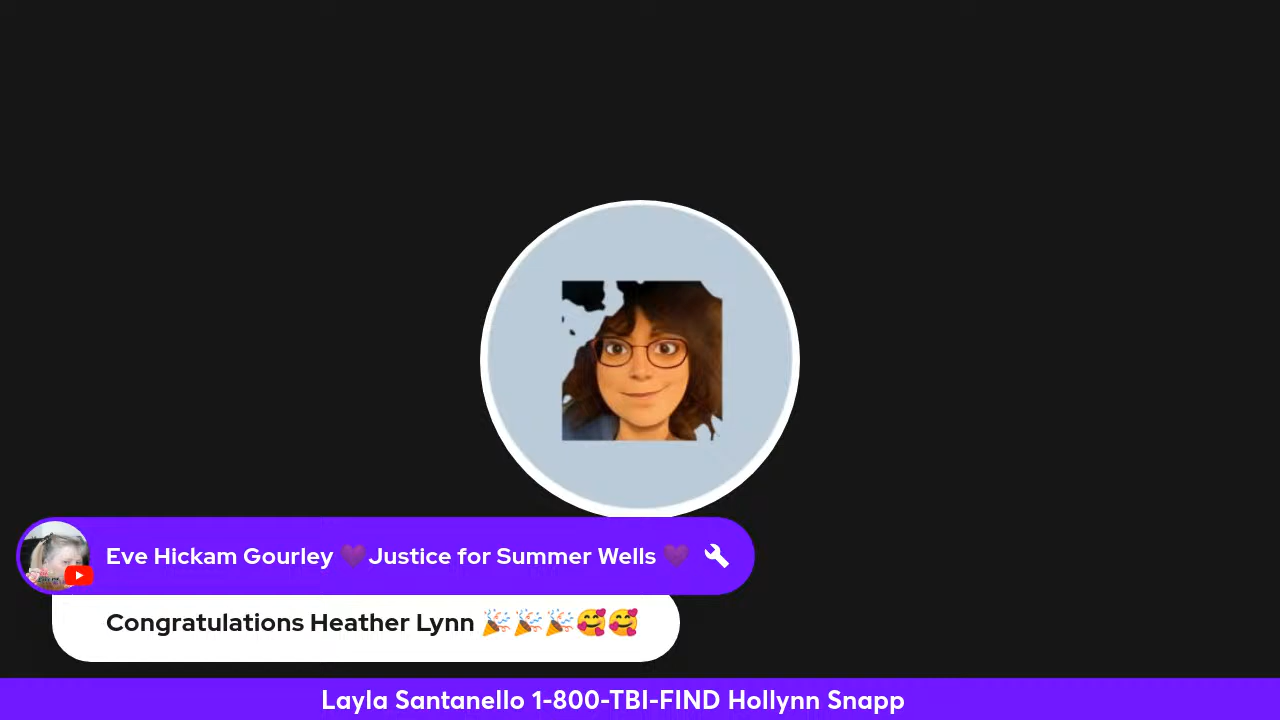 Eve Hickam Gourley 💜Justice for Summer Wells 💜
Congratulations Heather Lynn 🎉🎉🎉🥰🥰
Layla Santanello 1-800-TBI-FIND Hollynn Snapp